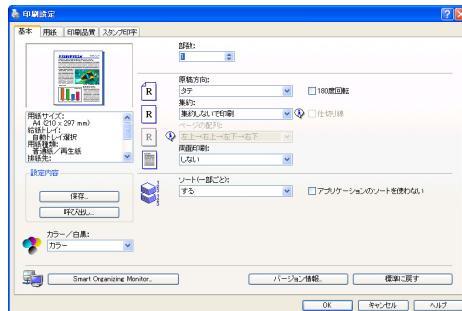 印刷設定
基本 用紙 印刷品質 スタンプ印字
部数:
1
原稿方向:
タテ
180度回転
集約:
集約しないで印刷
仕切り線
ページの配列:
左上→右上→左下→右下
両面印刷:
しない
用紙サイズ:
A4 (210 x 297 mm)
給紙トレイ:
自動トレイ選択
用紙種類:
普通紙/再生紙
排紙先:
設定内容
保存...
呼び出し...
ソート(一部ごと):
する
アプリケーションのソートを使わない
カラー/白黒:
カラー
Smart Organizing Monitor...
バージョン情報...
標準に戻す
OK
キャンセル
ヘルプ